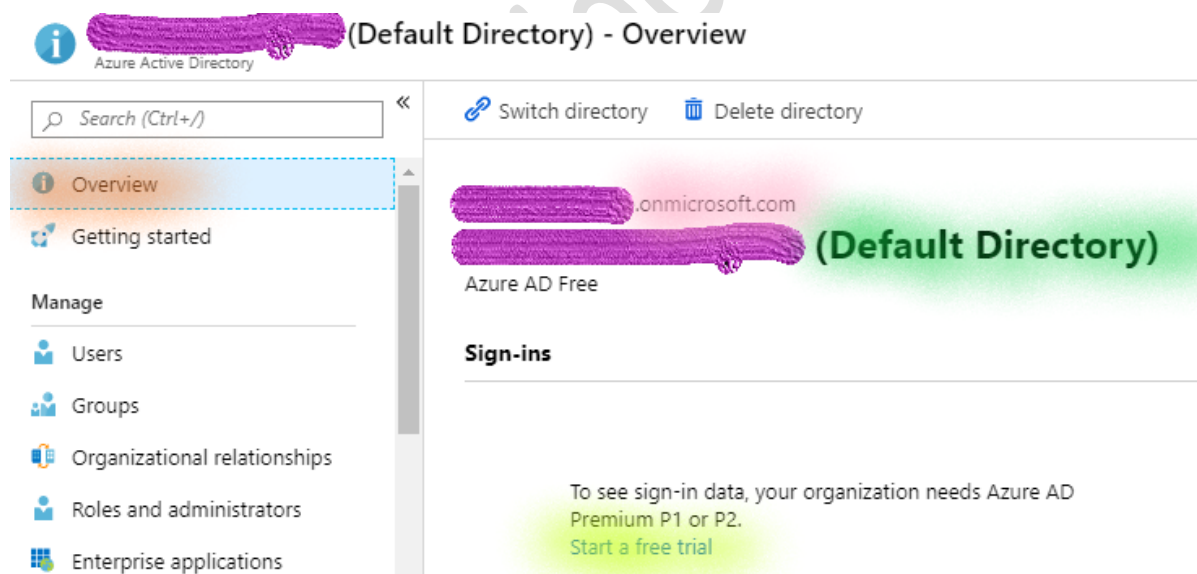 (Default Directory) - Overview
Azure Active Directory
Search (Ctrl+/)
«
Switch directory
Delete directory
Overview
Getting started
Manage
Users
Groups
Organizational relationships
Roles and administrators
Enterprise applications
.onmicrosoft.com
(Default Directory)
Azure AD Free
Sign-ins
To see sign-in data, your organization needs Azure AD
Premium P1 or P2.
Start a free trial